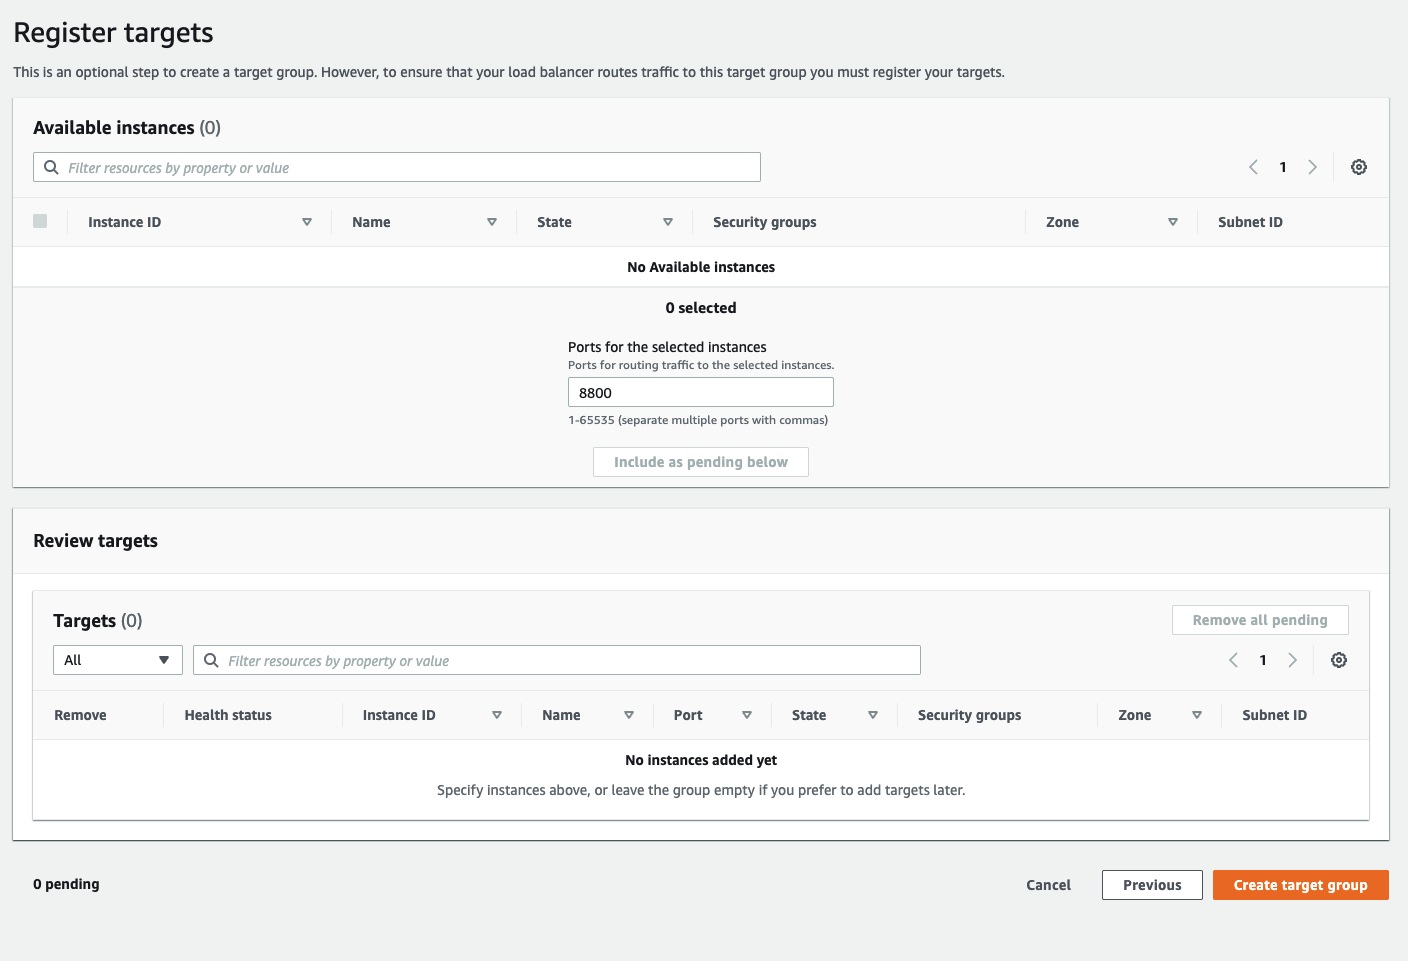 Register targets
This is an optional step to create a target group. However, to ensure that your load balancer routes traffic to this target group you must register your targets.
Available instances (0)
Filter resources by property or value
1
Instance ID Name State Security groups Zone Subnet ID
No Available instances
0 selected
Ports for the selected instances
Ports for routing traffic to the selected instances.
8800
1-65535 (separate multiple ports with commas)
Include as pending below
Review targets
Targets (0)
Remove all pending
All
Filter resources by property or value
1
Remove Health status Instance ID Name Port State Security groups Zone Subnet ID
No instances added yet
Specify instances above, or leave the group empty if you prefer to add targets later.
0 pending
Cancel
Previous
Create target group